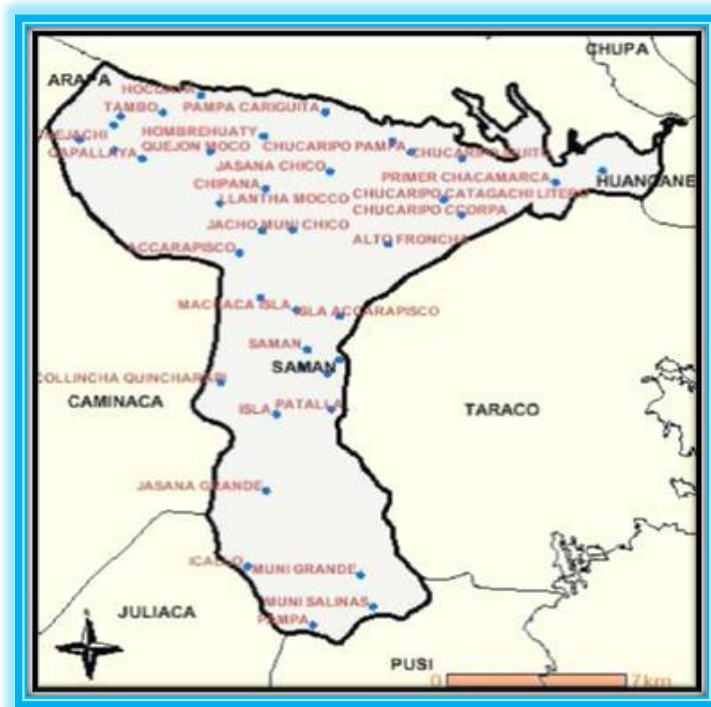 CHUPA
ARAPA
TAMBO
PAMPA CARIGUITA
HOMBREHUATY
CHUCARIPO PAMPA
QUEJON MOCO
CAPALLAYA
JASANA CHICO
PRIMER CHACAMARCA
HUANCANE
CHIPANA
LLANTHA MOCCO
CHUCARIPO CATAGACHI
CHUCARIPO CCORPA
JACHO MUNI CHICO
ALTO FRONCHA
ACCARAPISCO
MACCACA ISLA
ISLA ACCARAPISCO
SAMAN
SAMAN
COLLINCHA
CAMINACA
ISLA
PATALLA
TARACO
JASANA GRANDE
MUNI GRANDE
MUNI SALINAS
JULIACA
PAMPA
PUSI
0 7km